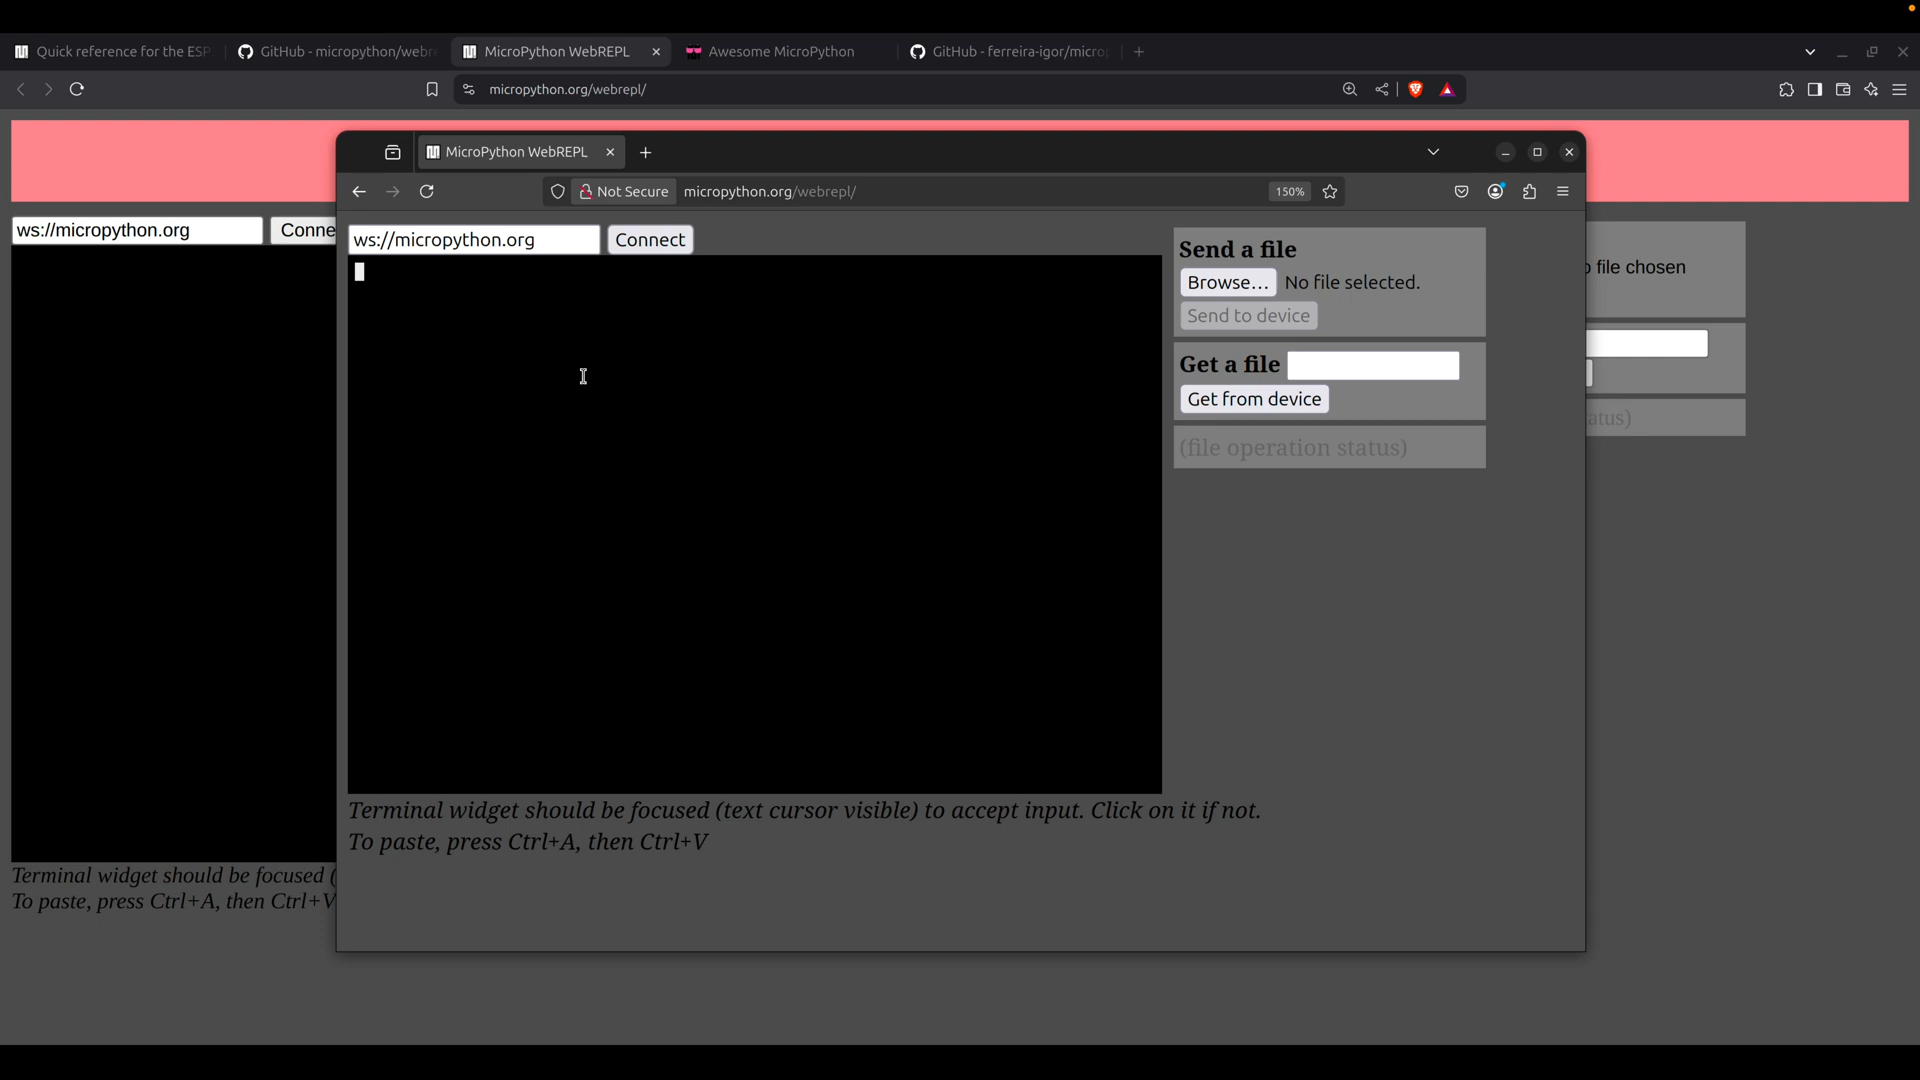 Quick reference for the ESP
GitHub - micropython/webre
MicroPython WebREPL
Awesome MicroPython
GitHub - ferreira-igor/micro
micropython.org/webrepl/
MicroPython WebREPL
Not Secure
micropython.org/webrepl/
150%
ws://micropython.org
Conne
ws://micropython.org
Connect
Send a file
Browse… No file selected.
Send to device
Get a file
Get from device
(file operation status)
file chosen
atus)
Terminal widget should be focused (text cursor visible) to accept input. Click on it if not.
To paste, press Ctrl+A, then Ctrl+V
Terminal widget should be focused (
To paste, press Ctrl+A, then Ctrl+V